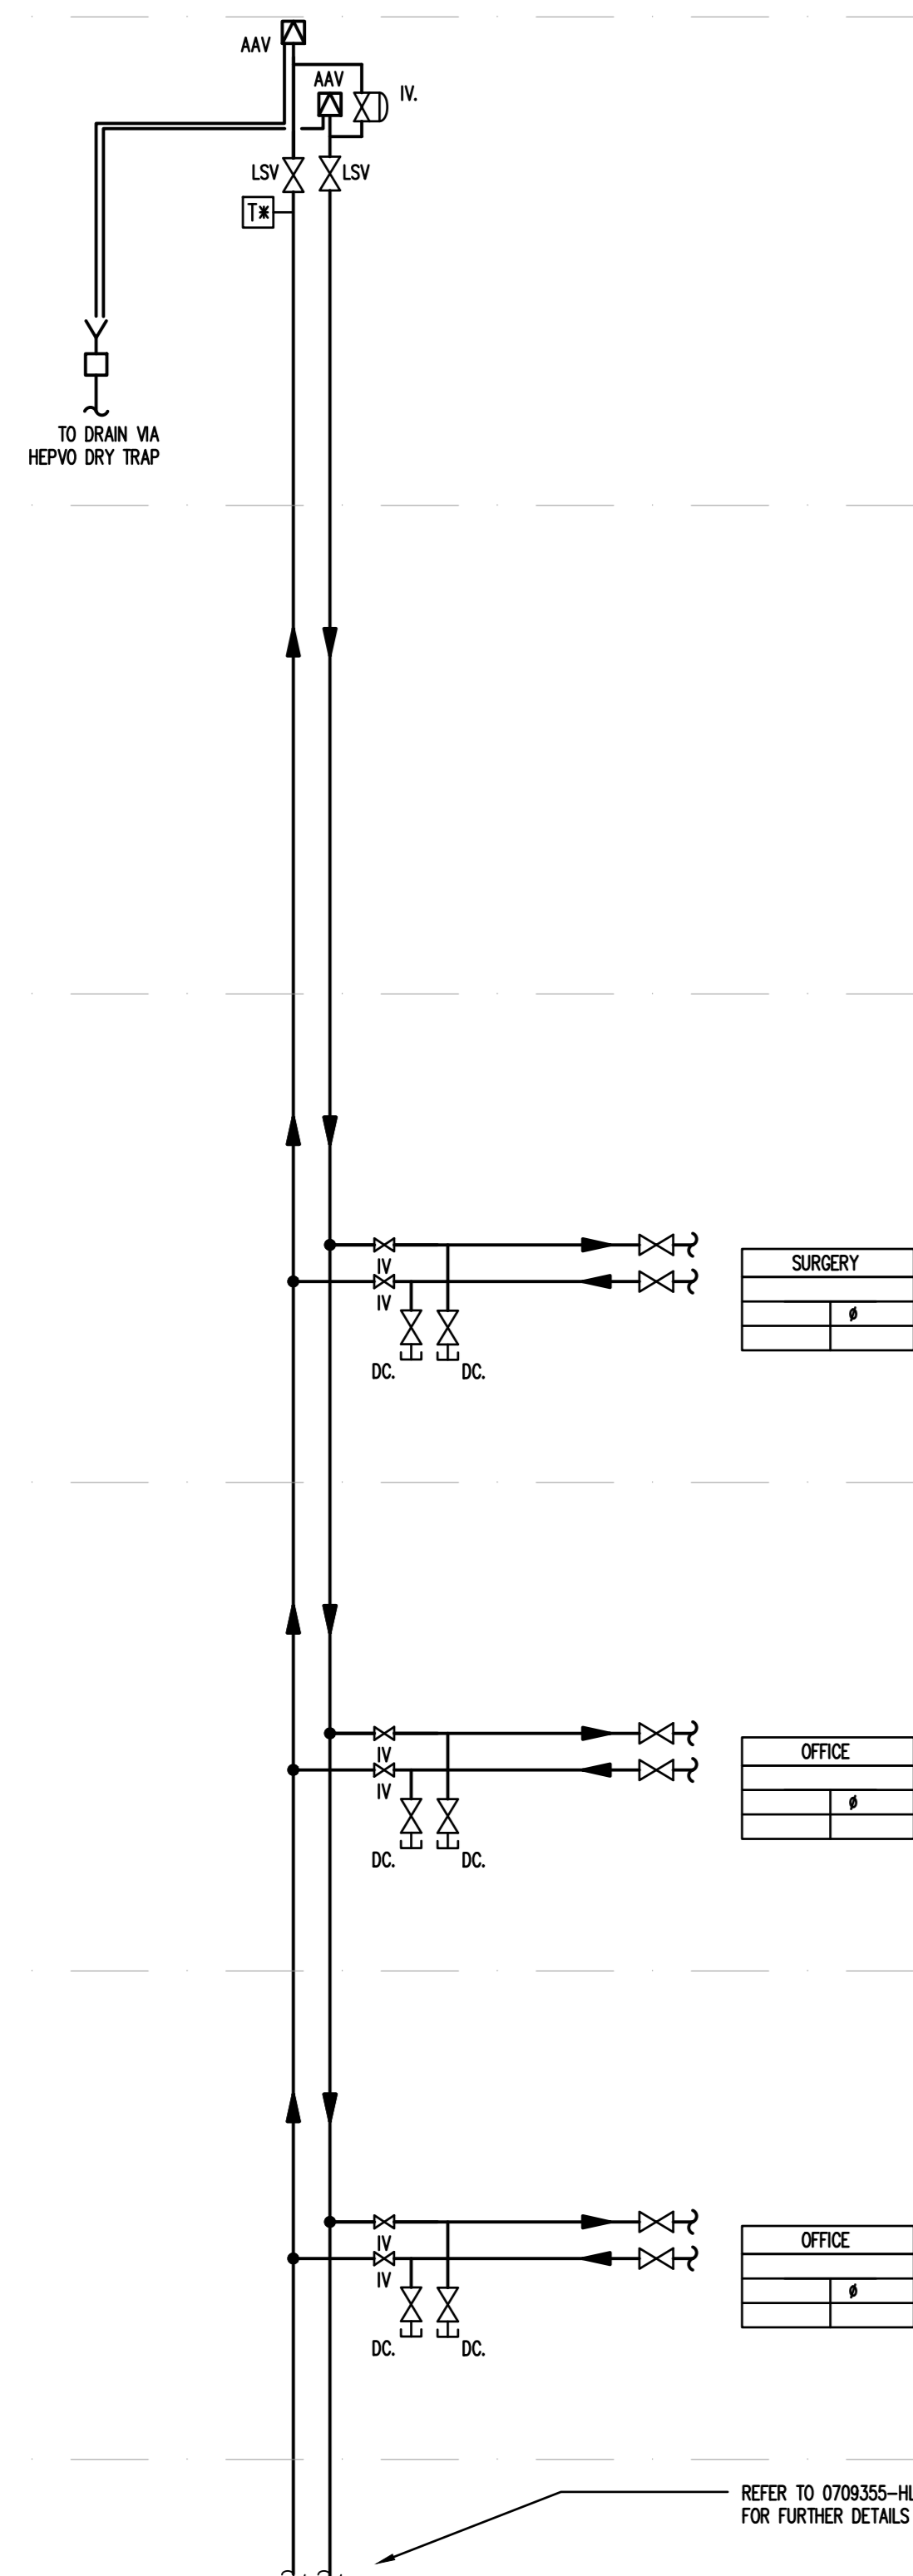 AAV
AAV
IV.
LSV
LSV
T*
TO DRAIN VIA
HEPVO DRY TRAP
IV
IV
DC.
DC.
SURGERY
ø
IV
IV
DC.
DC.
OFFICE
ø
IV
IV
DC.
DC.
OFFICE
ø
REFER TO 0709355-HL
FOR FURTHER DETAILS